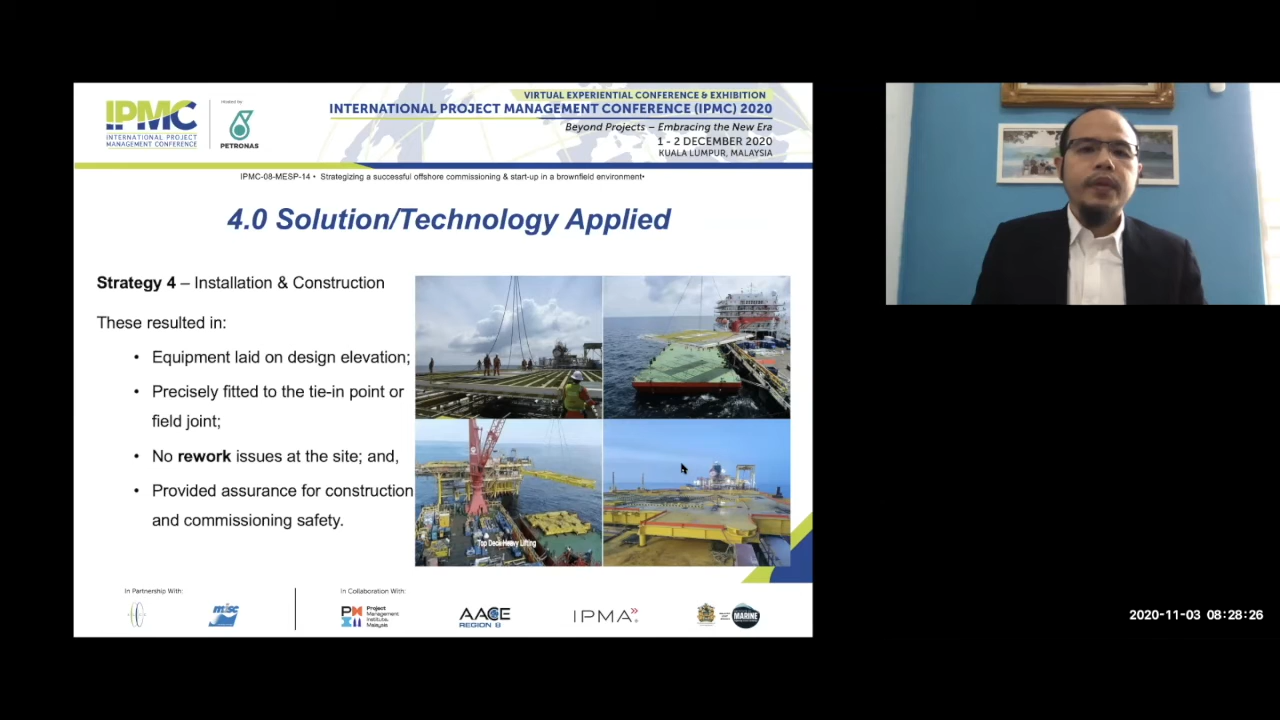 VIRTUAL EXPERIENTIAL CONFERENCE & EXHIBITION
IPMC
INTERNATIONAL PROJECT
MANAGEMENT CONFERENCE
Hosted by
PETRONAS
INTERNATIONAL PROJECT MANAGEMENT CONFERENCE (IPMC) 2020
Beyond Projects – Embracing the New Era
1 - 2 DECEMBER 2020
KUALA LUMPUR, MALAYSIA
IPMC-08-MESP-14 • Strategizing a successful offshore commissioning & start-up in a brownfield environment•
4.0 Solution/Technology Applied
Strategy 4 – Installation & Construction
These resulted in:
• Equipment laid on design elevation;
• Precisely fitted to the tie-in point or
field joint;
• No rework issues at the site; and,
• Provided assurance for construction
and commissioning safety.
Top Deck Heavy Lifting
In Partnership With:
misc
In Collaboration With:
PM
Project
Management
Institute.
Malaysia
AACE
REGION 8
IPMA
MARINE
2020-11-03 08:28:26